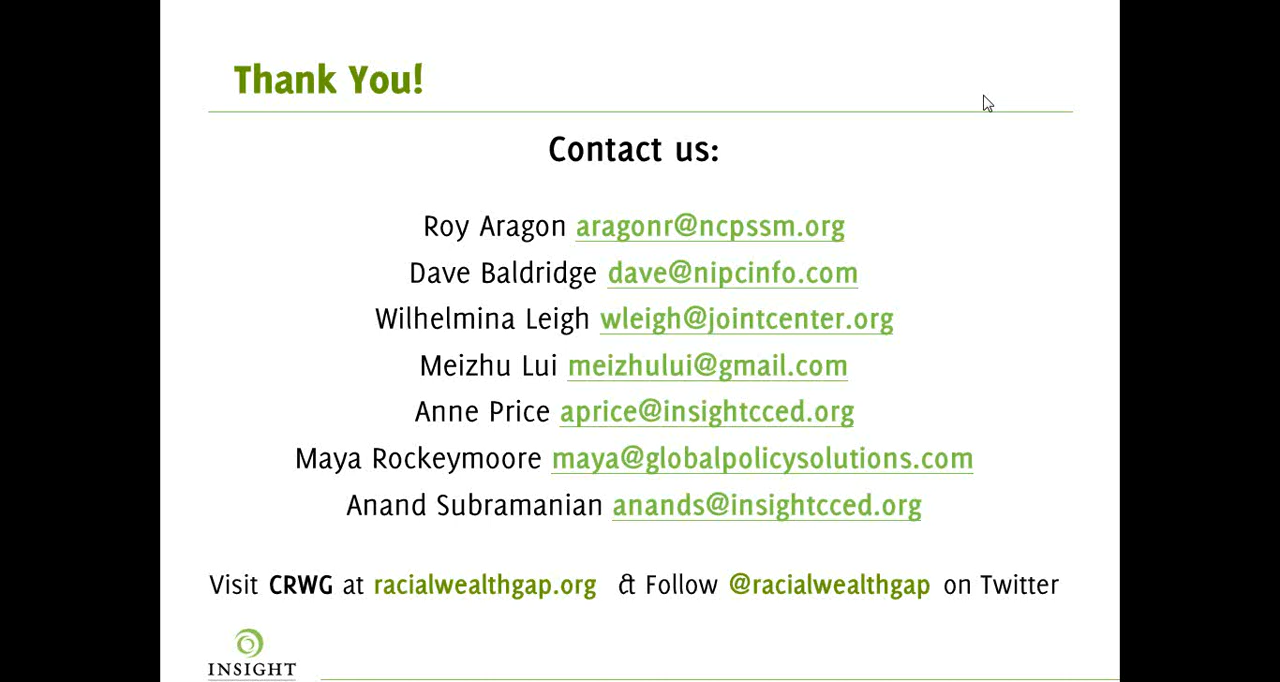 Thank You!
Contact us:
Roy Aragon aragonr@ncpssm.org
Dave Baldridge dave@nipcinfo.com
Wilhelmina Leigh wleigh@jointcenter.org
Meizhu Lui meizhului@gmail.com
Anne Price aprice@insightcced.org
Maya Rockeymoore maya@globalpolicysolutions.com
Anand Subramanian anands@insightcced.org
Visit CRWG at racialwealthgap.org & Follow @racialwealthgap on Twitter
INSIGHT